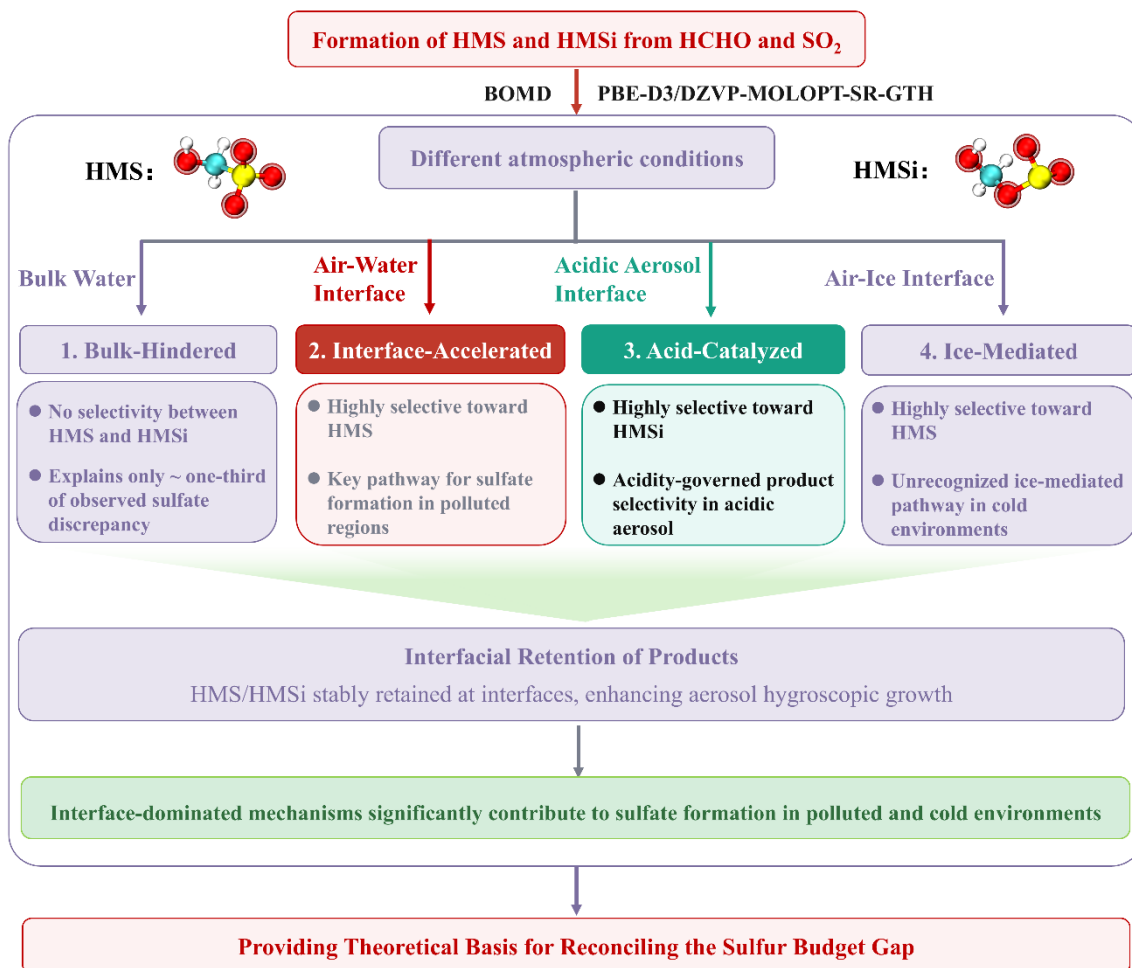 Formation of HMS and HMSi from HCHO and SO₂
BOMD
PBE-D3/DZVP-MOLOPT-SR-GTH
HMS:
Different atmospheric conditions
HMSi:
Bulk Water
Air-Water
Interface
Acidic Aerosol
Interface
Air-Ice Interface
1. Bulk-Hindered
● No selectivity between
HMS and HMSi
● Explains only ~ one-third
of observed sulfate
discrepancy
2. Interface-Accelerated
● Highly selective toward
HMS
● Key pathway for sulfate
formation in polluted
regions
3. Acid-Catalyzed
● Highly selective toward
HMSi
● Acidity-governed product
selectivity in acidic
aerosol
4. Ice-Mediated
● Highly selective toward
HMS
● Unrecognized ice-mediated
pathway in cold
environments
Interfacial Retention of Products
HMS/HMSi stably retained at interfaces, enhancing aerosol hygroscopic growth
Interface-dominated mechanisms significantly contribute to sulfate formation in polluted and cold environments
Providing Theoretical Basis for Reconciling the Sulfur Budget Gap